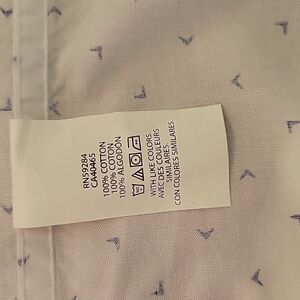 RN59284
CA40465
100% COTTON
100% COTON
100% ALGODON
WITH LIKE COLORS.
AVEC DES COULEURS
SIMILAIRES.
CON COLORES SIMILARES